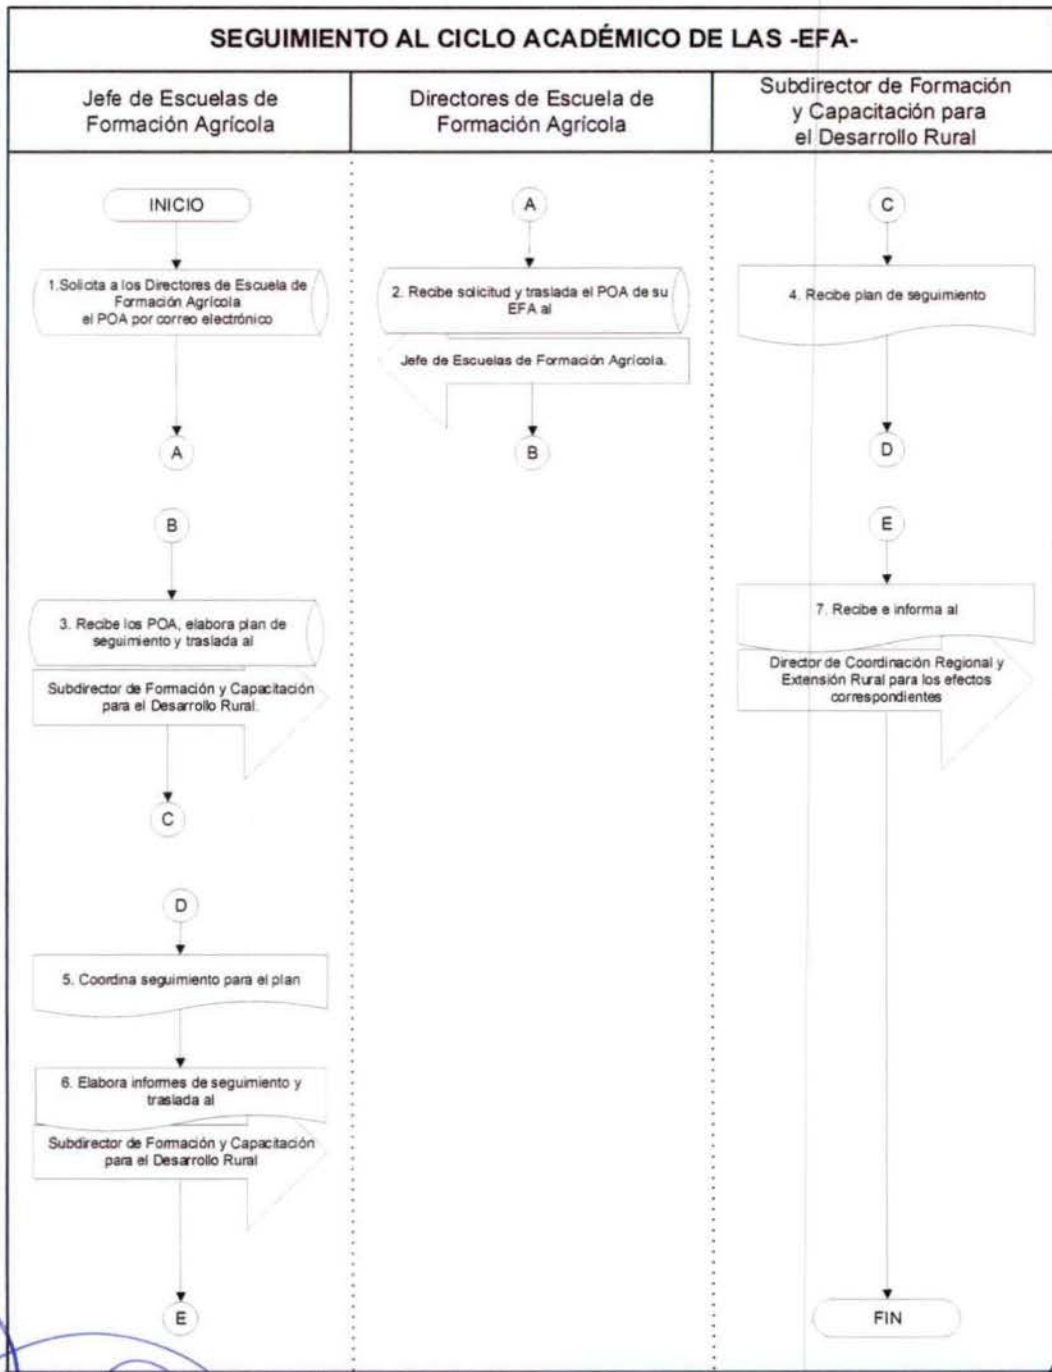 SEGUIMIENTO AL CICLO ACADÉMICO DE LAS -EFA-
Jefe de Escuelas de
Formación Agrícola
Directores de Escuela de
Formación Agrícola
Subdirector de Formación
y Capacitación para
el Desarrollo Rural
INICIO
1.Solicita a los Directores de Escuela de
Formación Agrícola
el POA por correo electrónico
A
B
3. Recibe los POA, elabora plan de
seguimiento y traslada al
Subdirector de Formación y Capacitación
para el Desarrollo Rural.
C
D
5. Coordina seguimiento para el plan
6. Elabora informes de seguimiento y
traslada al
Subdirector de Formación y Capacitación
para el Desarrollo Rural
E
A
2. Recibe solicitud y traslada el POA de su
EFA al
Jefe de Escuelas de Formación Agrícola.
B
C
4. Recibe plan de seguimiento
D
E
7. Recibe e informa al
Director de Coordinación Regional y
Extensión Rural para los efectos
correspondientes
FIN